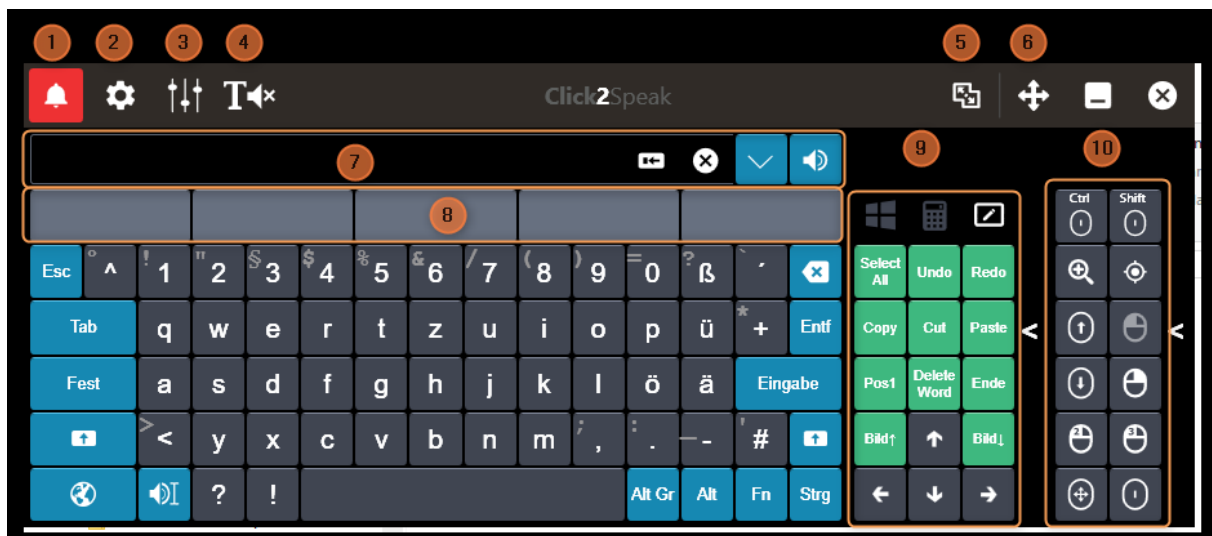 1 2 3 4 5 6
T Click2Speak
7 9 10
8 Ctrl Shift
Esc ° ^ ! 1 " 2 § 3 $ 4 % 5 & 6 / 7 ( 8 ) 9 = 0 ? ß ` ´ Select All Undo Redo
Tab q w e r t z u i o p ü * + Entf Copy Cut Paste < <
Fest a s d f g h j k l ö ä Eingabe Pos1 Delete Word Ende
> < y x c v b n m ; , : . _ - ' # Bild↑ ↑ Bild↓ 2 3
? ! Alt Gr Alt Fn Strg ← ↓ →